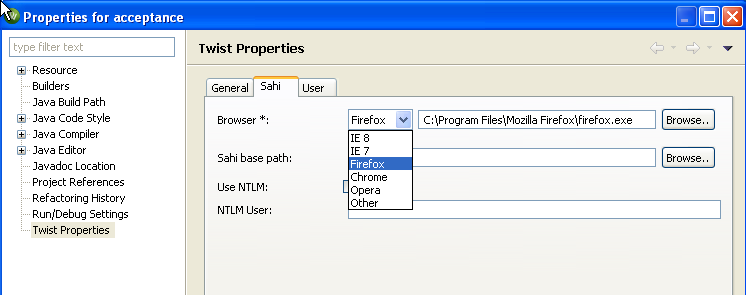 Properties for acceptance
type filter text
Resource
Builders
Java Build Path
Java Code Style
Java Compiler
Java Editor
Javadoc Location
Project References
Refactoring History
Run/Debug Settings
Twist Properties
Twist Properties
General Sahi User
Browser *: Firefox C:\Program Files\Mozilla Firefox\firefox.exe Browse..
IE 8
IE 7
Firefox
Chrome
Opera
Other
Sahi base path: Browse..
Use NTLM:
NTLM User: